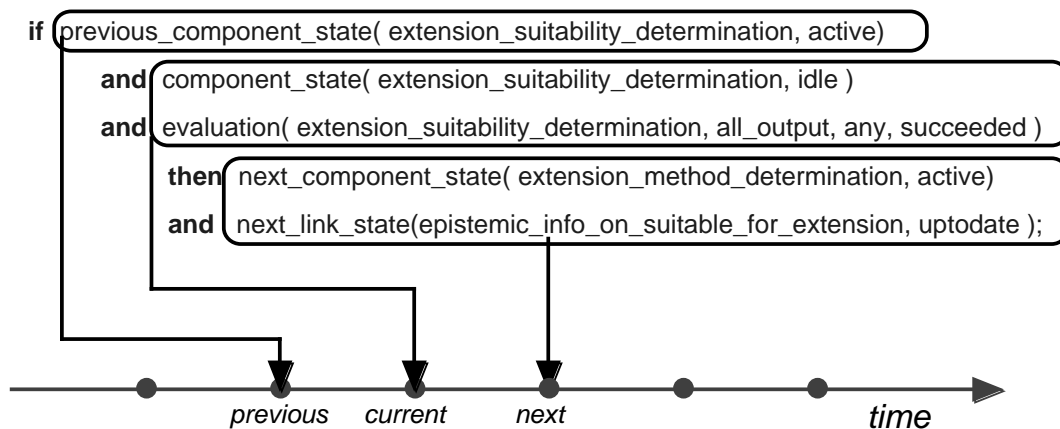 if previous_component_state( extension_suitability_determination, active)
and component_state( extension_suitability_determination, idle )
and evaluation( extension_suitability_determination, all_output, any, succeeded )
then next_component_state( extension_method_determination, active)
and next_link_state(epistemic_info_on_suitable_for_extension, uptodate );
previous current next time